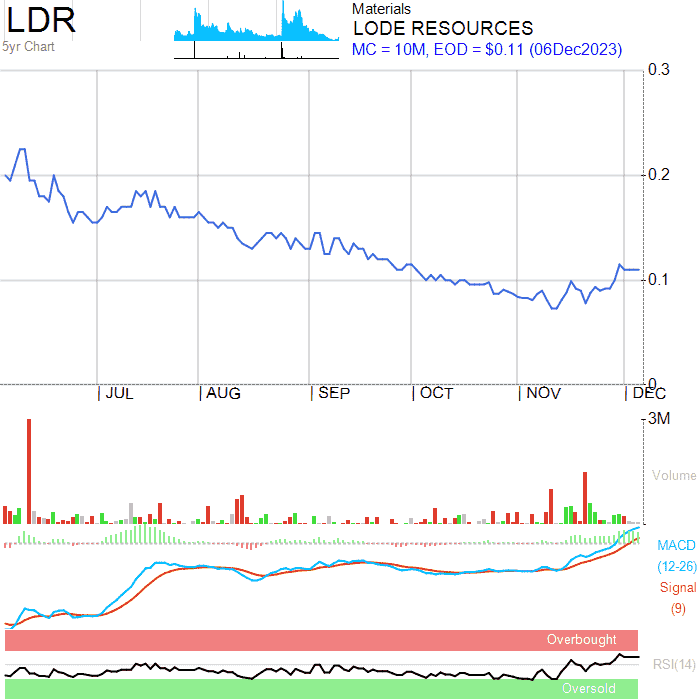 LDR
5yr Chart
Materials
LODE RESOURCES
MC = 10M, EOD = $0.11 (06Dec2023)
0.3
0.2
0.1
0
JUL
AUG
SEP
OCT
NOV
DEC
3M
Volume
MACD
(12-26)
Signal
(9)
Overbought
RSI(14)
Oversold